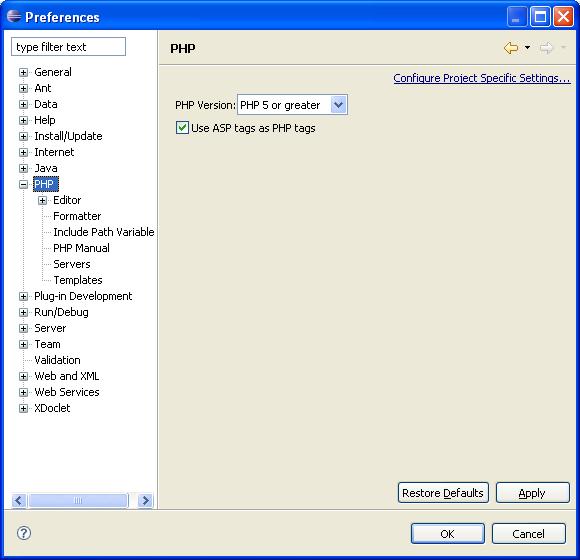 Preferences
type filter text
PHP
Configure Project Specific Settings...
General
Ant
Data
Help
Install/Update
Internet
Java
PHP
Editor
Formatter
Include Path Variable
PHP Manual
Servers
Templates
Plug-in Development
Run/Debug
Server
Team
Validation
Web and XML
Web Services
XDoclet
PHP Version: PHP 5 or greater
Use ASP tags as PHP tags
Restore Defaults Apply
? OK Cancel